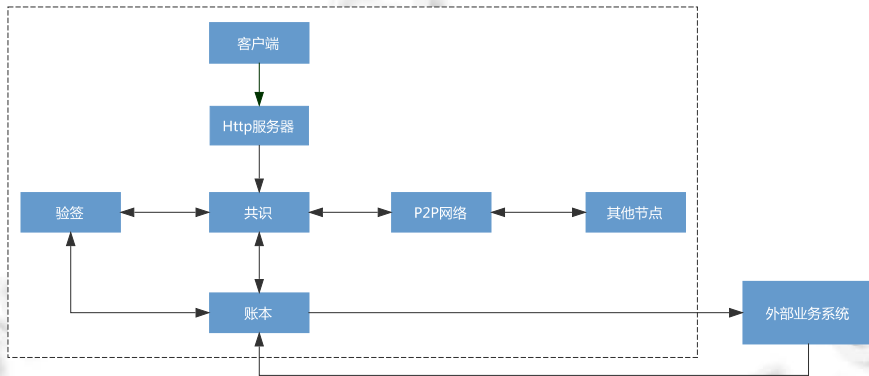 客户端
Http服务器
验签
共识
P2P网络
其他节点
账本
外部业务系统